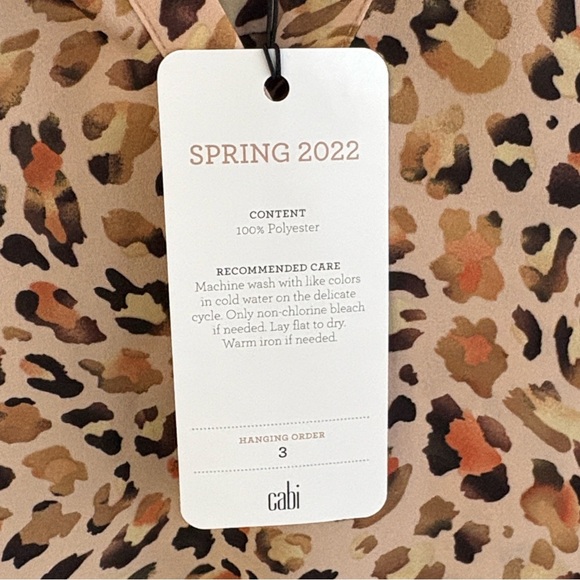 SPRING 2022
CONTENT
100% Polyester
RECOMMENDED CARE
Machine wash with like colors
in cold water on the delicate
cycle. Only non-chlorine bleach
if needed. Lay flat to dry.
Warm iron if needed.
HANGING ORDER
3
cabi